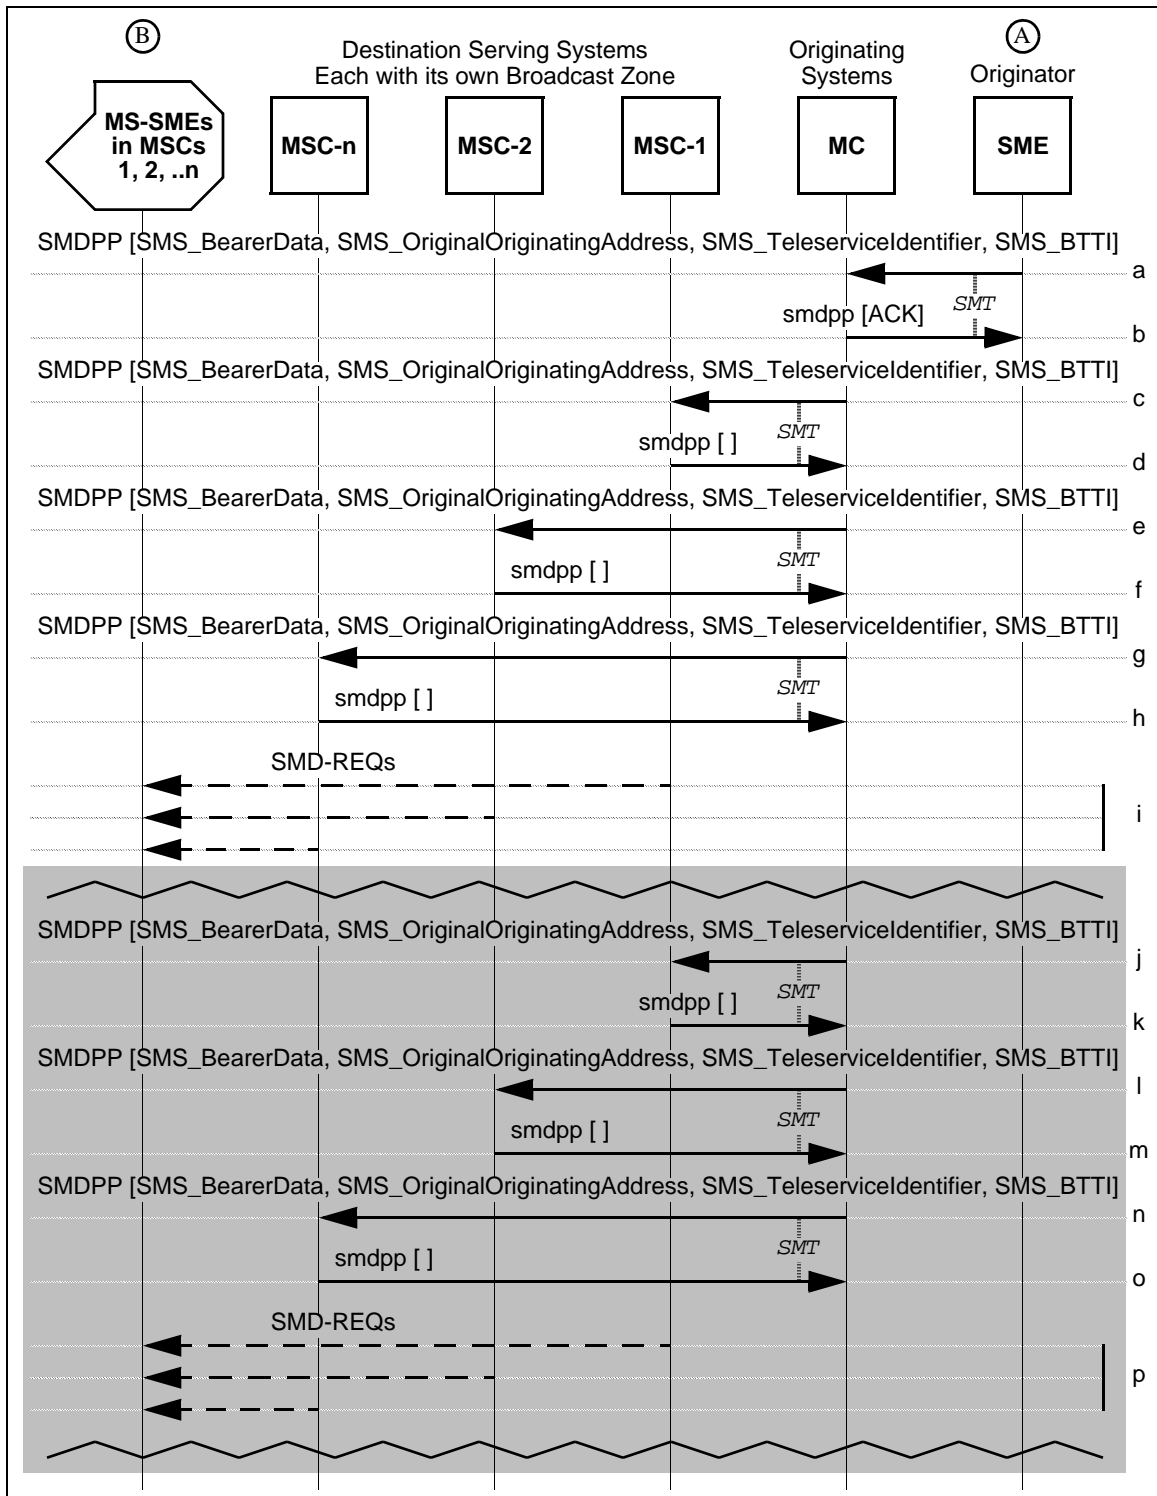 B
Destination Serving Systems
Each with its own Broadcast Zone
Originating
Systems
A
Originator
MS-SMEs
in MSCs
1, 2, ..n
MSC-n
MSC-2
MSC-1
MC
SME
SMDPP [SMS_BearerData, SMS_OriginalOriginatingAddress, SMS_TeleserviceIdentifier, SMS_BTTI]
a
SMT
smdpp [ACK]
b
SMDPP [SMS_BearerData, SMS_OriginalOriginatingAddress, SMS_TeleserviceIdentifier, SMS_BTTI]
c
SMT
smdpp [ ]
d
SMDPP [SMS_BearerData, SMS_OriginalOriginatingAddress, SMS_TeleserviceIdentifier, SMS_BTTI]
e
SMT
smdpp [ ]
f
SMDPP [SMS_BearerData, SMS_OriginalOriginatingAddress, SMS_TeleserviceIdentifier, SMS_BTTI]
g
SMT
smdpp [ ]
h
SMD-REQs
i
SMDPP [SMS_BearerData, SMS_OriginalOriginatingAddress, SMS_TeleserviceIdentifier, SMS_BTTI]
j
SMT
smdpp [ ]
k
SMDPP [SMS_BearerData, SMS_OriginalOriginatingAddress, SMS_TeleserviceIdentifier, SMS_BTTI]
l
SMT
smdpp [ ]
m
SMDPP [SMS_BearerData, SMS_OriginalOriginatingAddress, SMS_TeleserviceIdentifier, SMS_BTTI]
n
SMT
smdpp [ ]
o
SMD-REQs
p